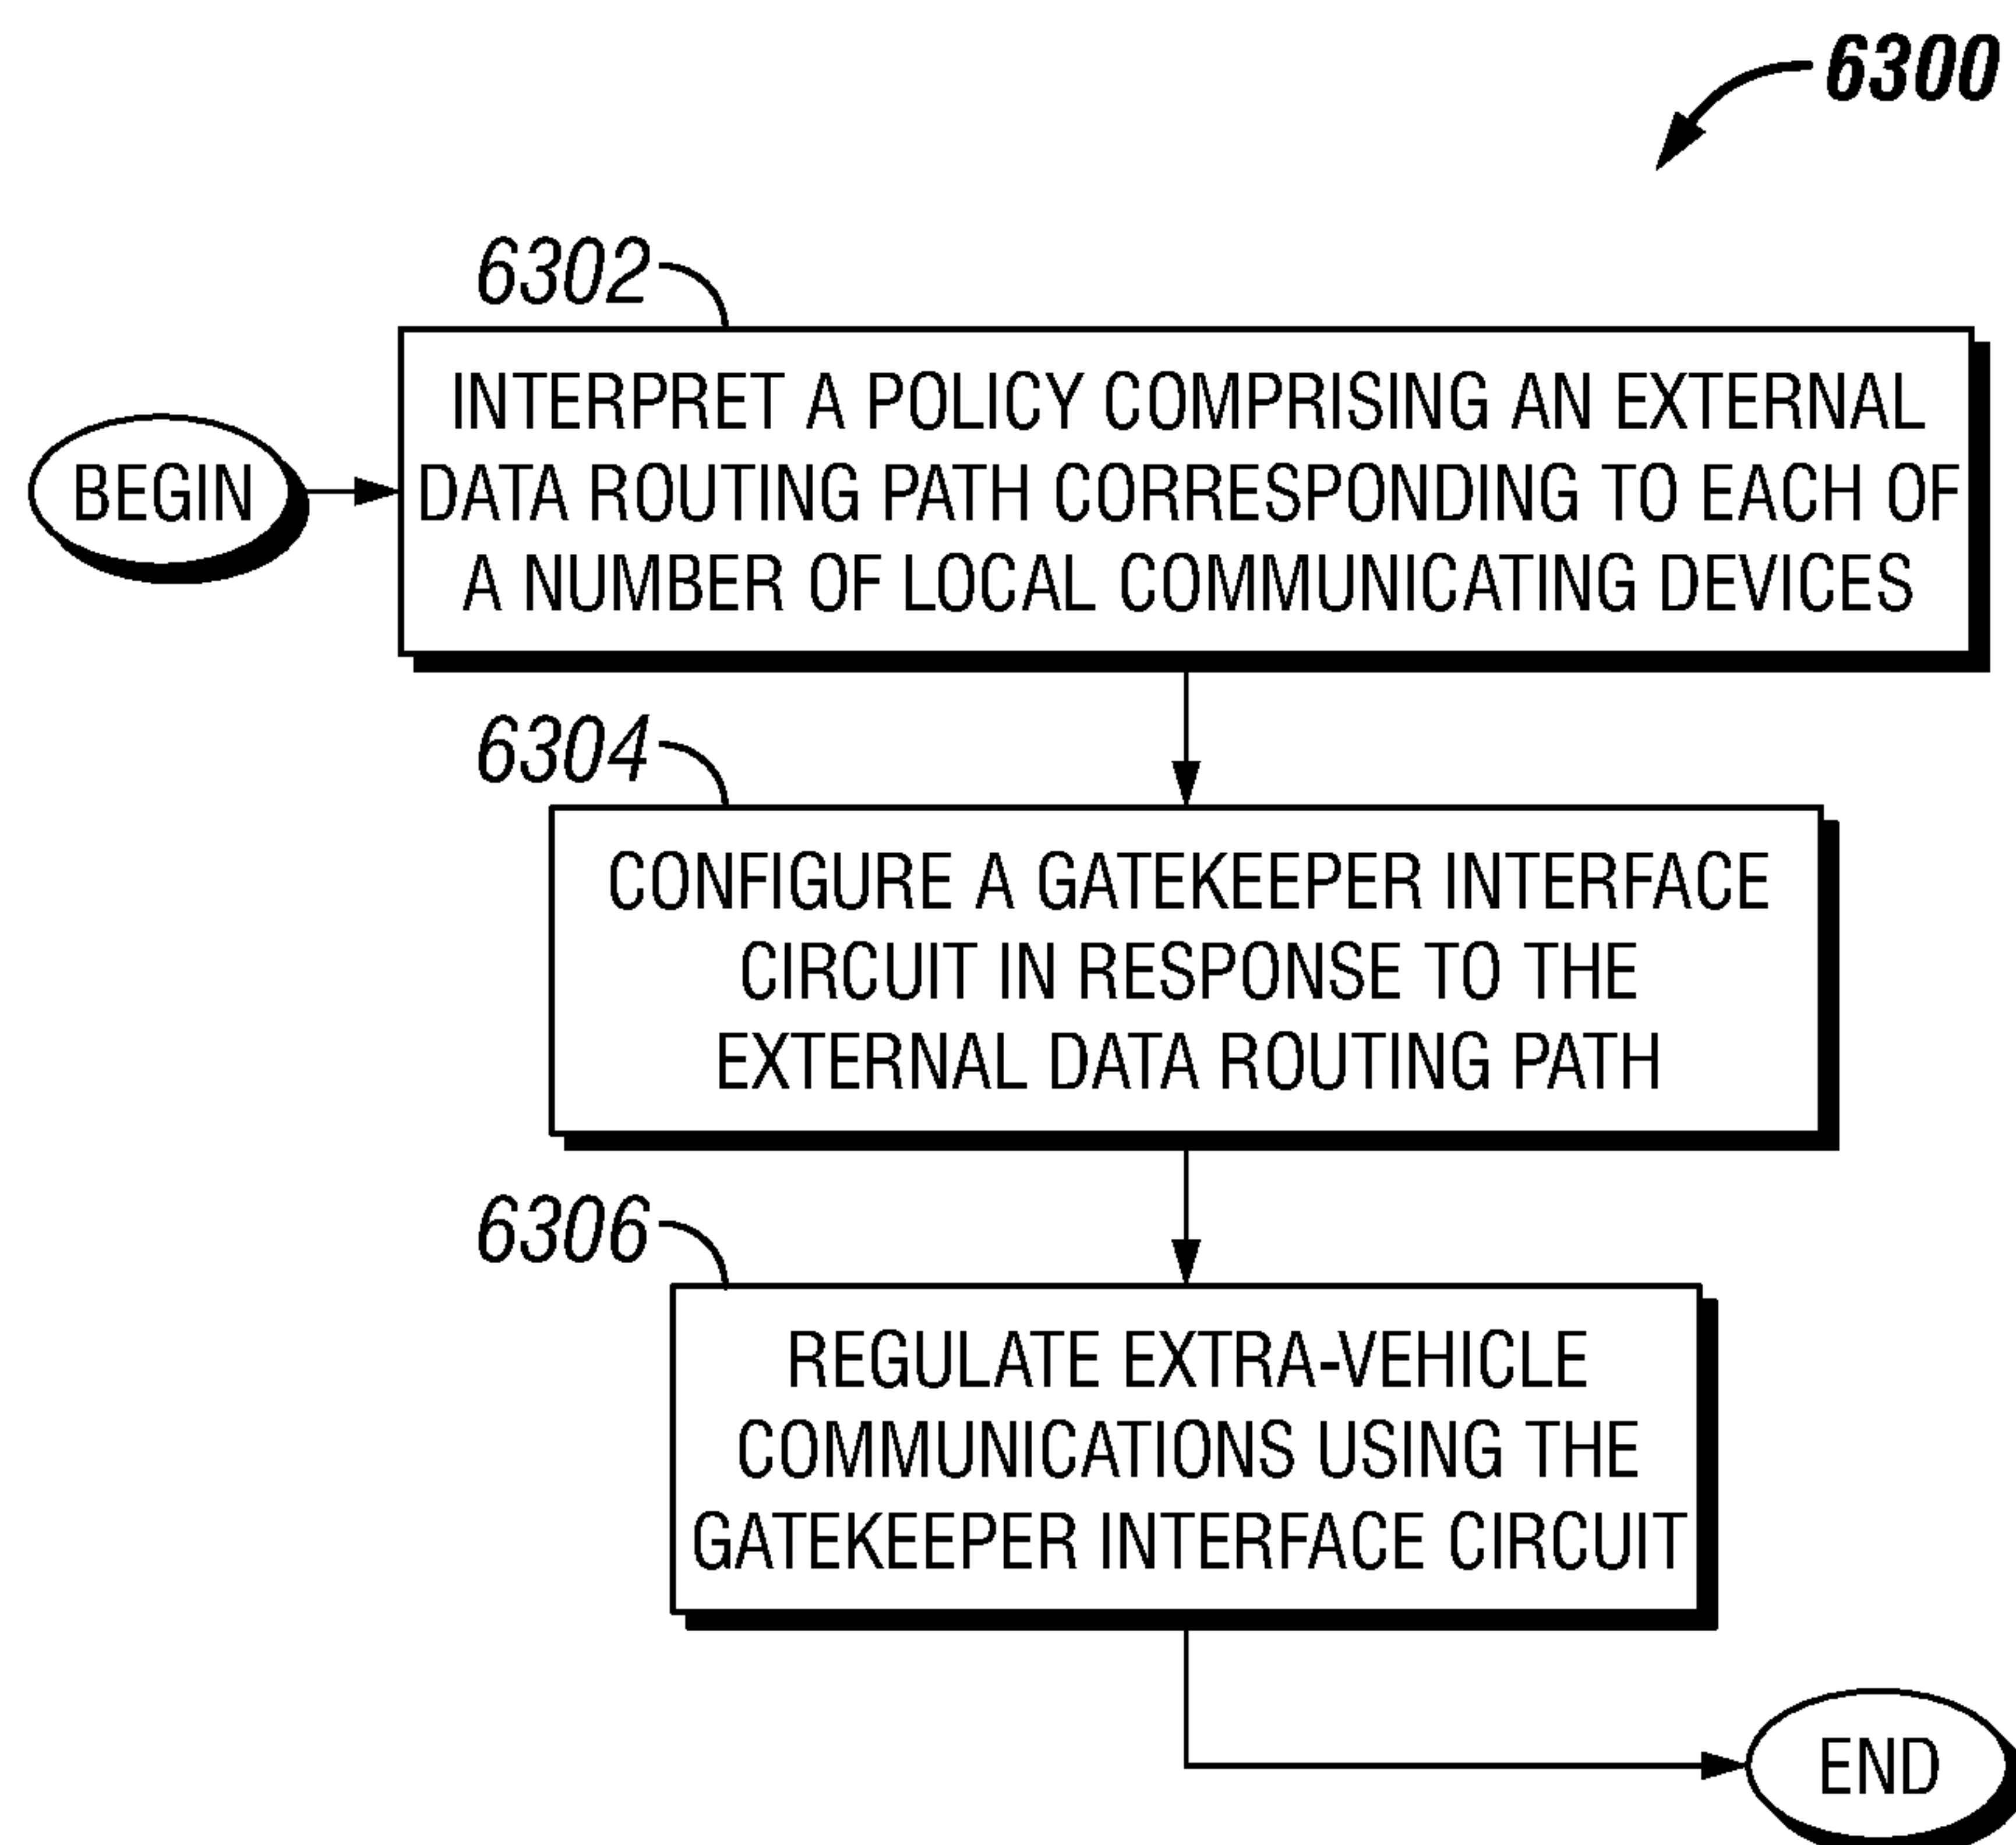 6300
6302
INTERPRET A POLICY COMPRISING AN EXTERNAL
DATA ROUTING PATH CORRESPONDING TO EACH OF
A NUMBER OF LOCAL COMMUNICATING DEVICES
BEGIN
6304
CONFIGURE A GATEKEEPER INTERFACE
CIRCUIT IN RESPONSE TO THE
EXTERNAL DATA ROUTING PATH
6306
REGULATE EXTRA-VEHICLE
COMMUNICATIONS USING THE
GATEKEEPER INTERFACE CIRCUIT
END